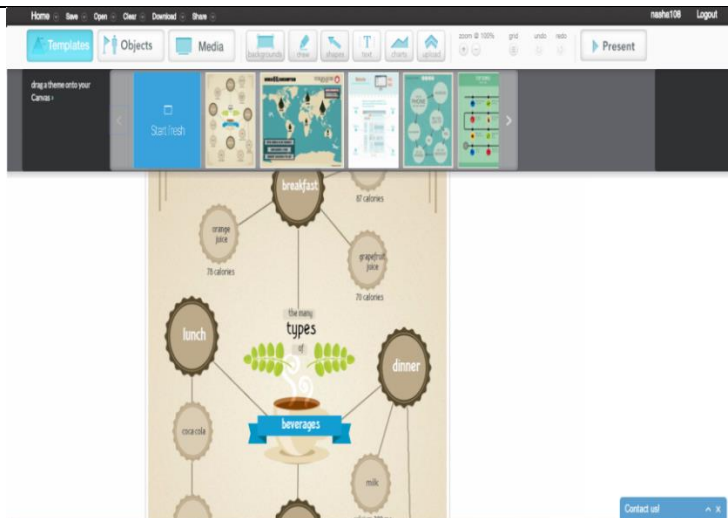 Home Save Open Clear Download Share nasha108 Logout
Templates Objects Media backgrounds draw shapes text charts upload zoom @ 100% grid undo redo Present
drag a theme onto your
Canvas
Start fresh
breakfast
87 calories
orange
juice
78 calories
grapefruit
juice
70 calories
the many
types
of
lunch
dinner
beverages
coca cola
milk
Contact us!